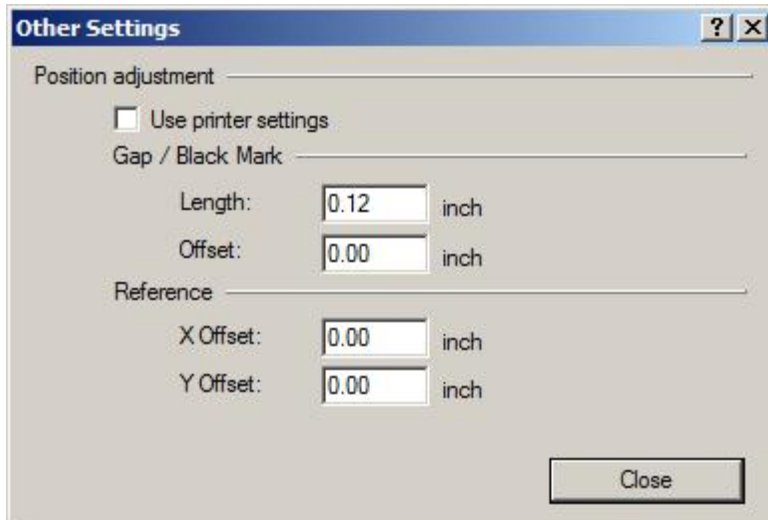 Other Settings
Position adjustment
Use printer settings
Gap / Black Mark
Length: 0.12 inch
Offset: 0.00 inch
Reference
X Offset: 0.00 inch
Y Offset: 0.00 inch
Close